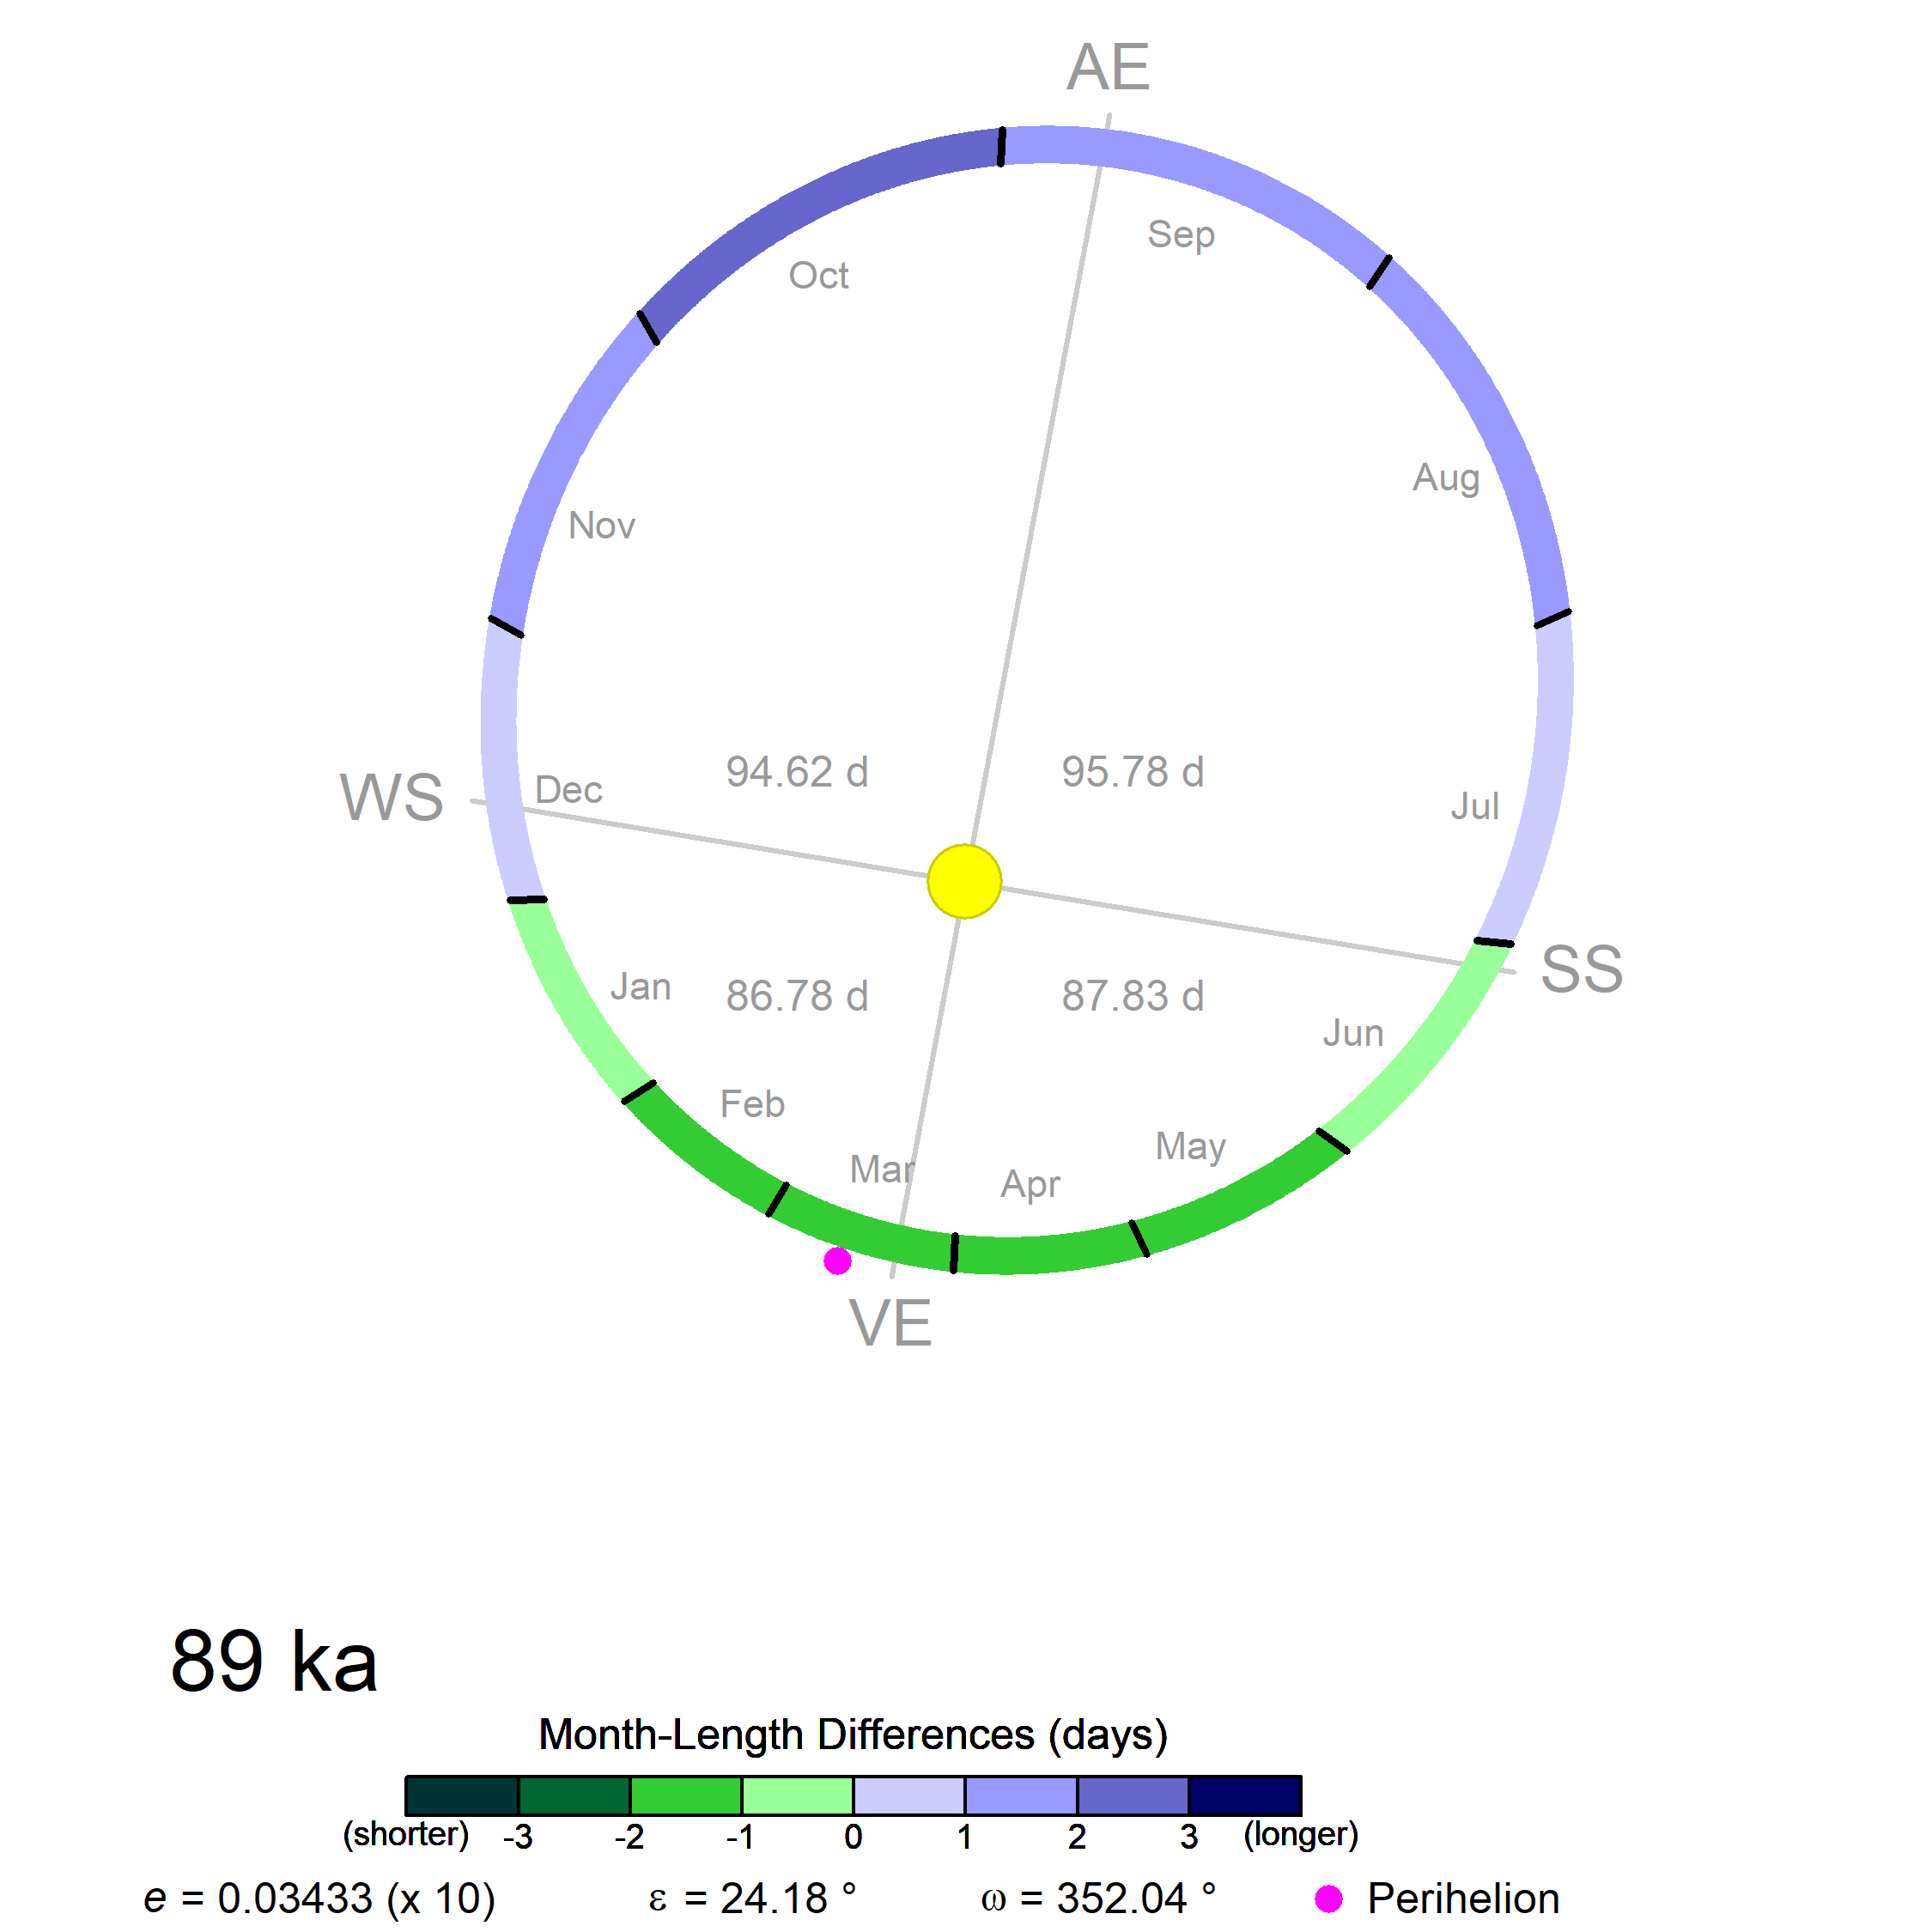 AE
Sep
Oct
Aug
Nov
94.62 d
95.78 d
WS
Dec
Jul
SS
Jan
86.78 d
87.83 d
Jun
Feb
May
Mar
Apr
VE
89 ka
Month-Length Differences (days)
(shorter) -3 -2 -1 0 1 2 3 (longer)
e = 0.03433 (x 10) ε = 24.18 ° ω = 352.04 ° Perihelion